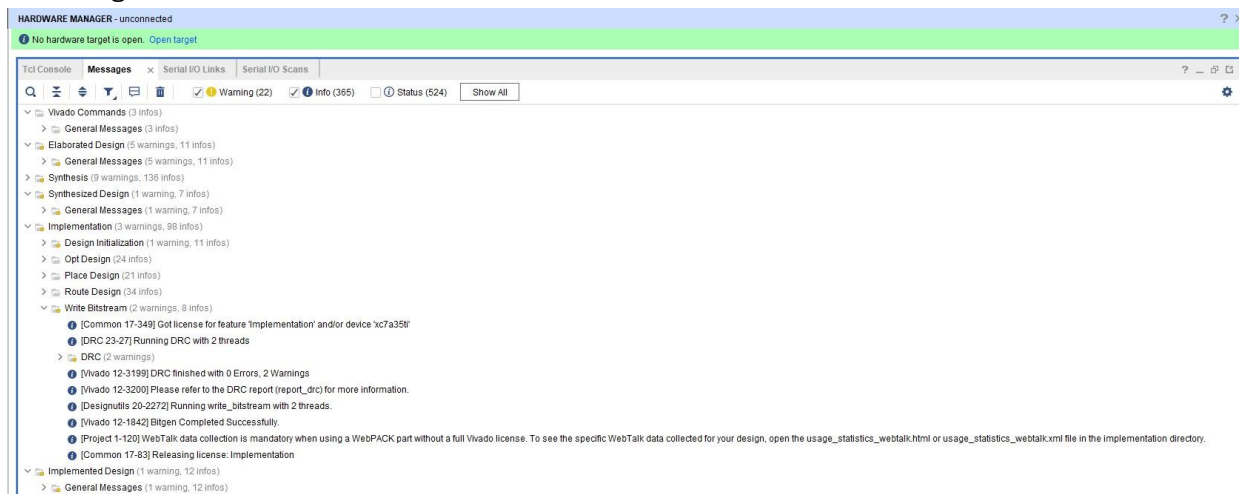 HARDWARE MANAGER - unconnected
No hardware target is open. Open target
Tcl Console Messages Serial I/O Links Serial I/O Scans
Warning (22) Info (365) Status (524) Show All
Vivado Commands (3 infos)
General Messages (3 infos)
Elaborated Design (5 warnings, 11 infos)
General Messages (5 warnings, 11 infos)
Synthesis (9 warnings, 136 infos)
Synthesized Design (1 warning, 7 infos)
General Messages (1 warning, 7 infos)
Implementation (3 warnings, 98 infos)
Design Initialization (1 warning, 11 infos)
Opt Design (24 infos)
Place Design (21 infos)
Route Design (34 infos)
Write Bitstream (2 warnings, 8 infos)
[Common 17-349] Got license for feature 'Implementation' and/or device 'xc7a35ti'
[DRC 23-27] Running DRC with 2 threads
DRC (2 warnings)
[Vivado 12-3199] DRC finished with 0 Errors, 2 Warnings
[Vivado 12-3200] Please refer to the DRC report (report_drc) for more information.
[Designutils 20-2272] Running write_bitstream with 2 threads.
[Vivado 12-1842] Bitgen Completed Successfully.
[Project 1-120] WebTalk data collection is mandatory when using a WebPACK part without a full Vivado license. To see the specific WebTalk data collected for your design, open the usage_statistics_webtalk.html or usage_statistics_webtalk.xml file in the implementation directory.
[Common 17-83] Releasing license: Implementation
Implemented Design (1 warning, 12 infos)
General Messages (1 warning, 12 infos)